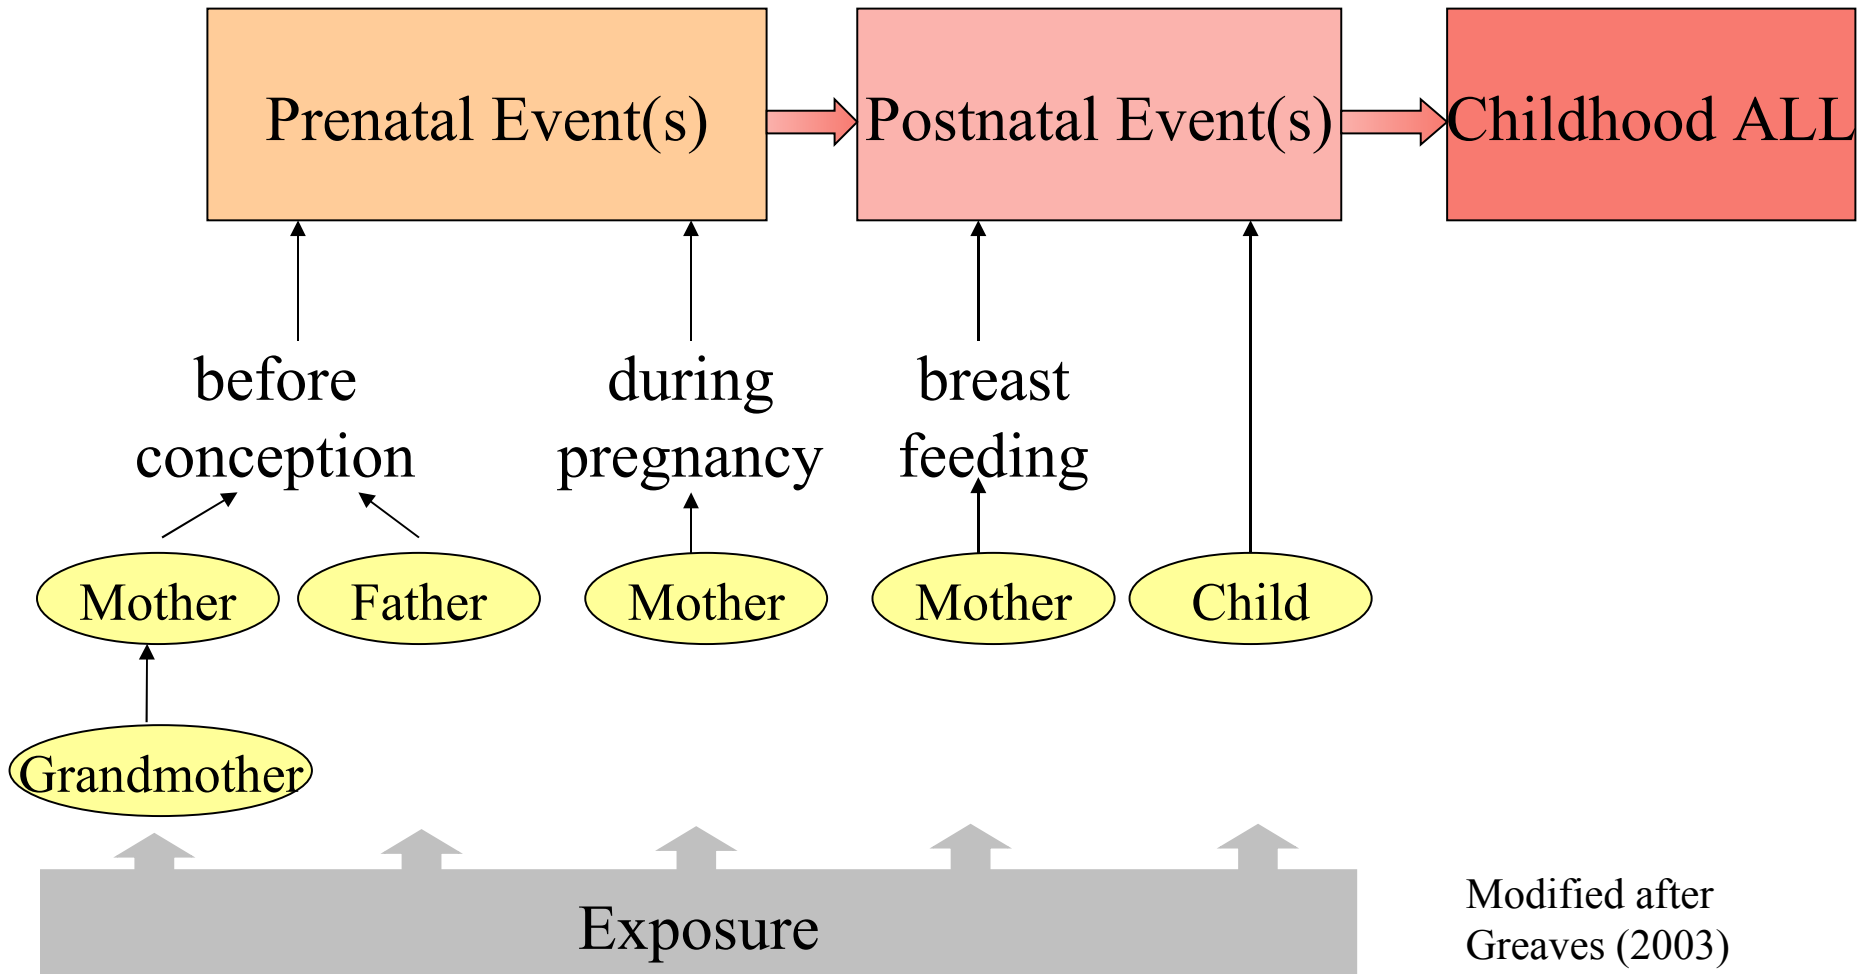 Prenatal Event(s)
Postnatal Event(s)
Childhood ALL
before
conception
during
pregnancy
breast
feeding
Mother
Father
Mother
Mother
Child
Grandmother
Exposure
Modified after
Greaves (2003)